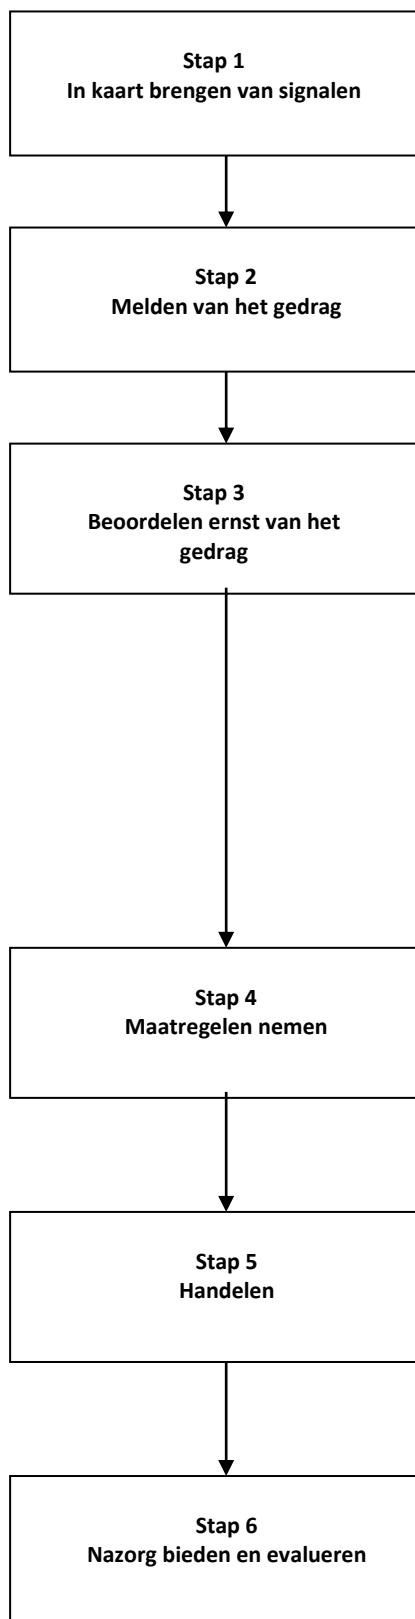 Stap 1
In kaart brengen van signalen
Stap 2
Melden van het gedrag
Stap 3
Beoordelen ernst van het
gedrag
Stap 4
Maatregelen nemen
Stap 5
Handelen
Stap 6
Nazorg bieden en evalueren